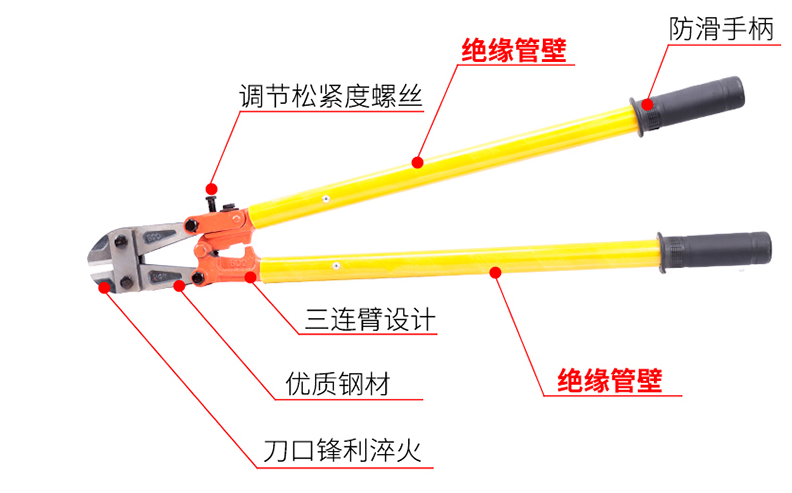 防滑手柄
绝缘管壁
调节松紧度螺丝
三连臂设计
优质钢材
绝缘管壁
刀口锋利淬火